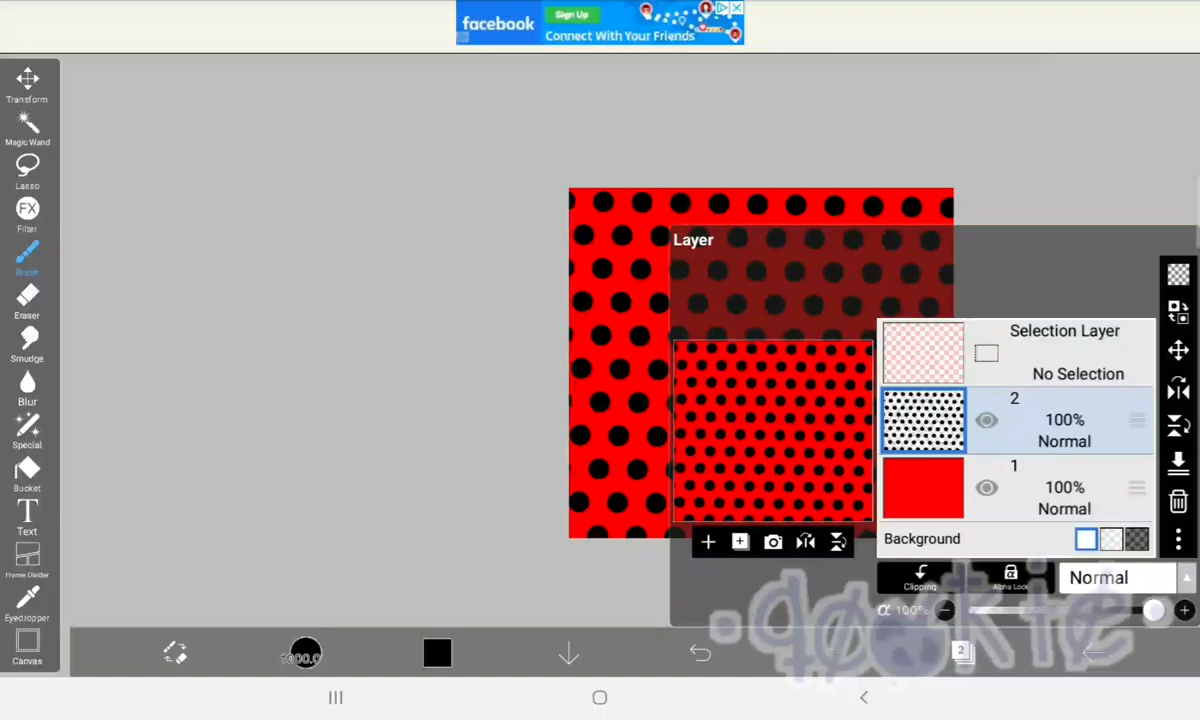 facebook
Sign Up
Connect With Your Friends
Transform
Magic Wand
Lasso
FX
Filter
Brush
Eraser
Smudge
Blur
Special
Bucket
T
Text
Frame Divider
Eyedropper
Canvas
Layer
Selection Layer
No Selection
2
100%
Normal
1
100%
Normal
Background
Clipping
Alpha Lock
Normal
α 100%
1000.0
2